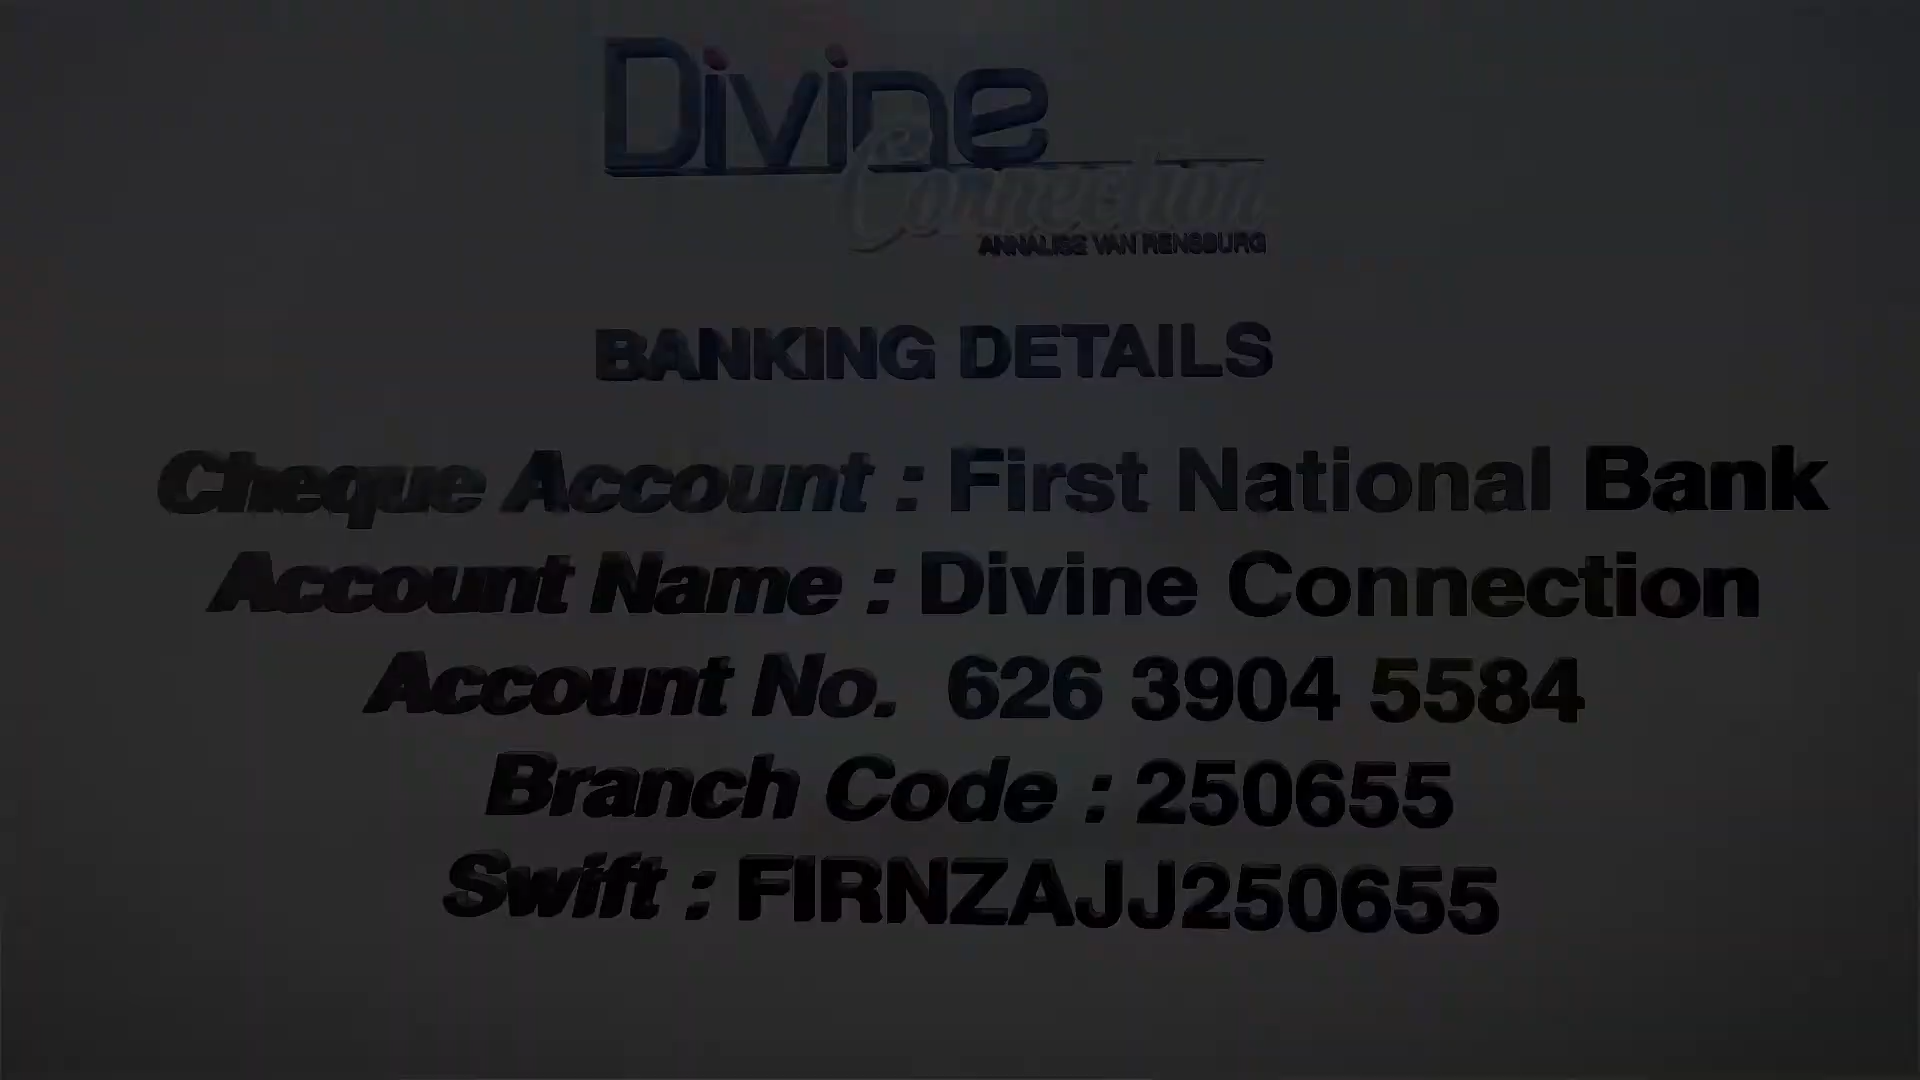 Divine
Connection
ANNALISE VAN RENSBURG
BANKING DETAILS
Cheque Account : First National Bank
Account Name : Divine Connection
Account No. 626 3904 5584
Branch Code : 250655
Swift : FIRNZAJJ250655